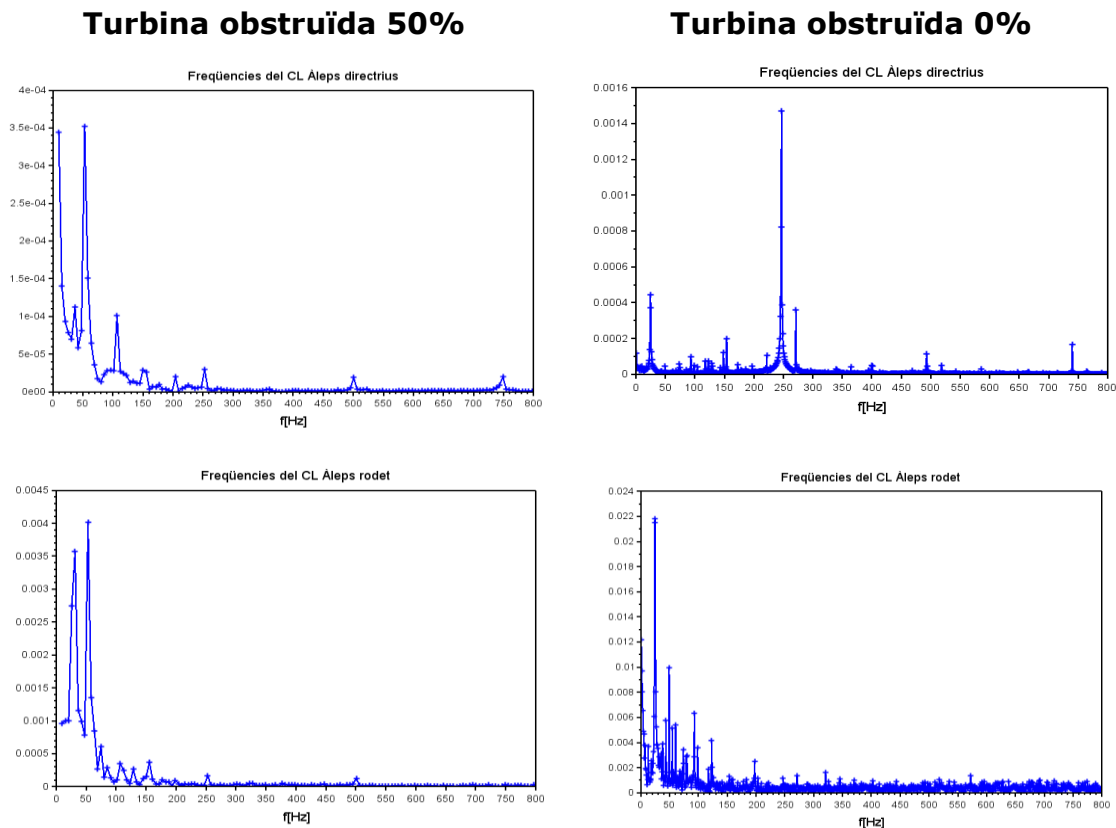 Turbina obstruïda 50%
Turbina obstruïda 0%
Freqüencies del CL Àleps directrius
4e-04
3.5e-04
3e-04
2.5e-04
2e-04
1.5e-04
1e-04
5e-05
0e00
0 50 100 150 200 250 300 350 400 450 500 550 600 650 700 750 800
f[Hz]
Freqüencies del CL Àleps directrius
0.0016
0.0014
0.0012
0.001
0.0008
0.0006
0.0004
0.0002
0
0 50 100 150 200 250 300 350 400 450 500 550 600 650 700 750 800
f[Hz]
Freqüencies del CL Àleps rodet
0.0045
0.004
0.0035
0.003
0.0025
0.002
0.0015
0.001
0.0005
0
0 50 100 150 200 250 300 350 400 450 500 550 600 650 700 750 800
f[Hz]
Freqüencies del CL Àleps rodet
0.024
0.022
0.02
0.018
0.016
0.014
0.012
0.01
0.008
0.006
0.004
0.002
0
0 50 100 150 200 250 300 350 400 450 500 550 600 650 700 750 800
f[Hz]